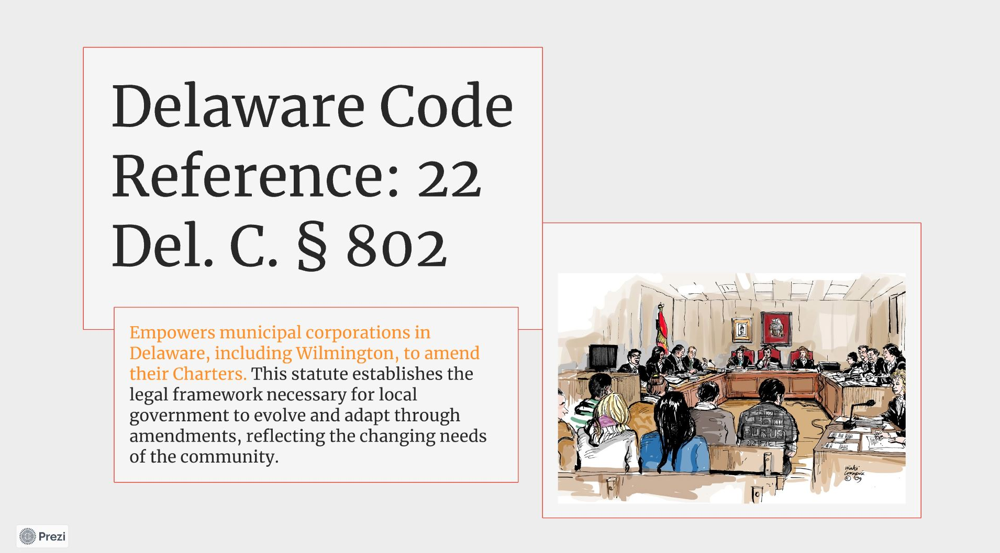 Delaware Code
Reference: 22
Del. C. § 802
Empowers municipal corporations in
Delaware, including Wilmington, to amend
their Charters. This statute establishes the
legal framework necessary for local
government to evolve and adapt through
amendments, reflecting the changing needs
of the community.
Prezi